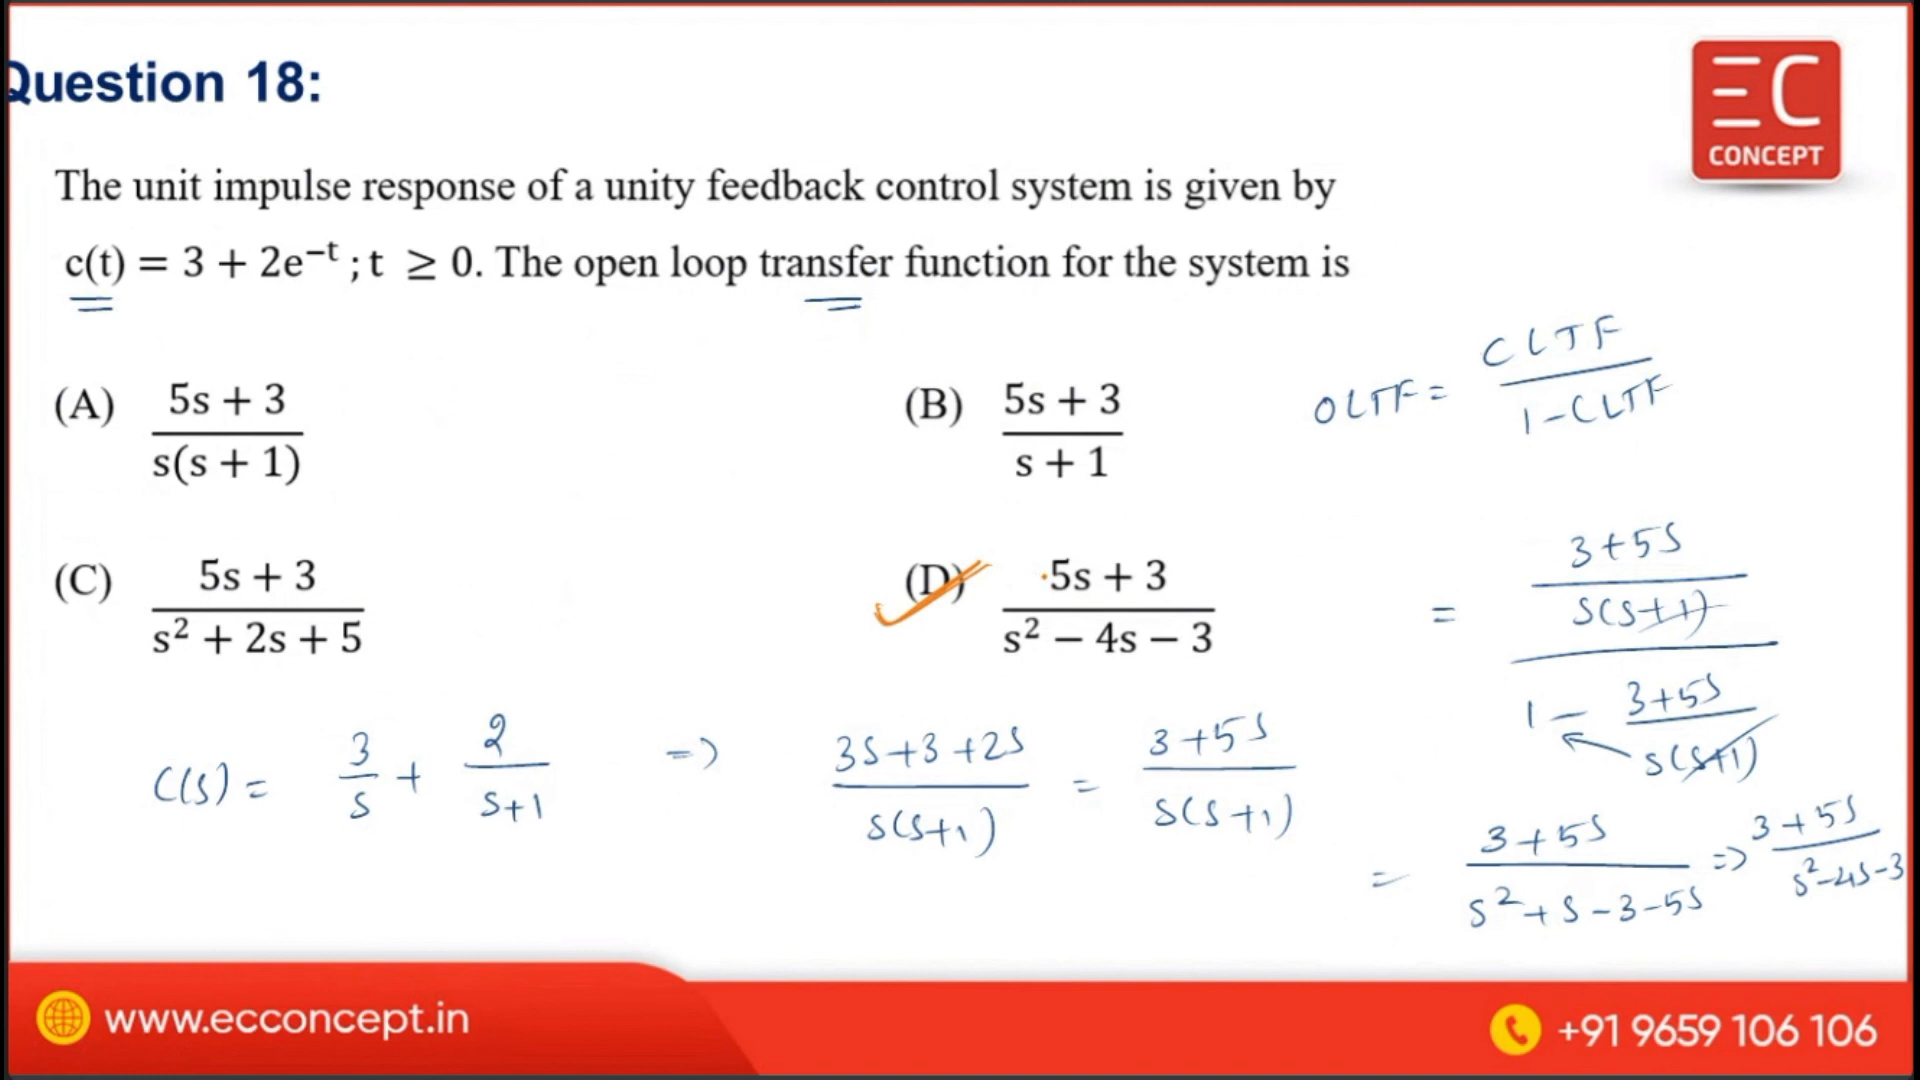 Question 18:
EC
CONCEPT
The unit impulse response of a unity feedback control system is given by
c(t) = 3 + 2e⁻ᵗ ; t ≥ 0. The open loop transfer function for the system is
(A) (5s + 3)/(s(s + 1))
(B) (5s + 3)/(s + 1)
OLTF = CLTF/(1-CLTF)
(C) (5s + 3)/(s² + 2s + 5)
(D) (5s + 3)/(s² − 4s − 3)
= ((3+5s)/(s(s+1)))/(1 - (3+5s)/(s(s+1)))
C(s) = 3/s + 2/(s+1) => (3s+3+2s)/(s(s+1)) = (3+5s)/(s(s+1))
= (3+5s)/(s²+s-3-5s) => (3+5s)/(s²-4s-3)
www.ecconcept.in
+91 9659 106 106